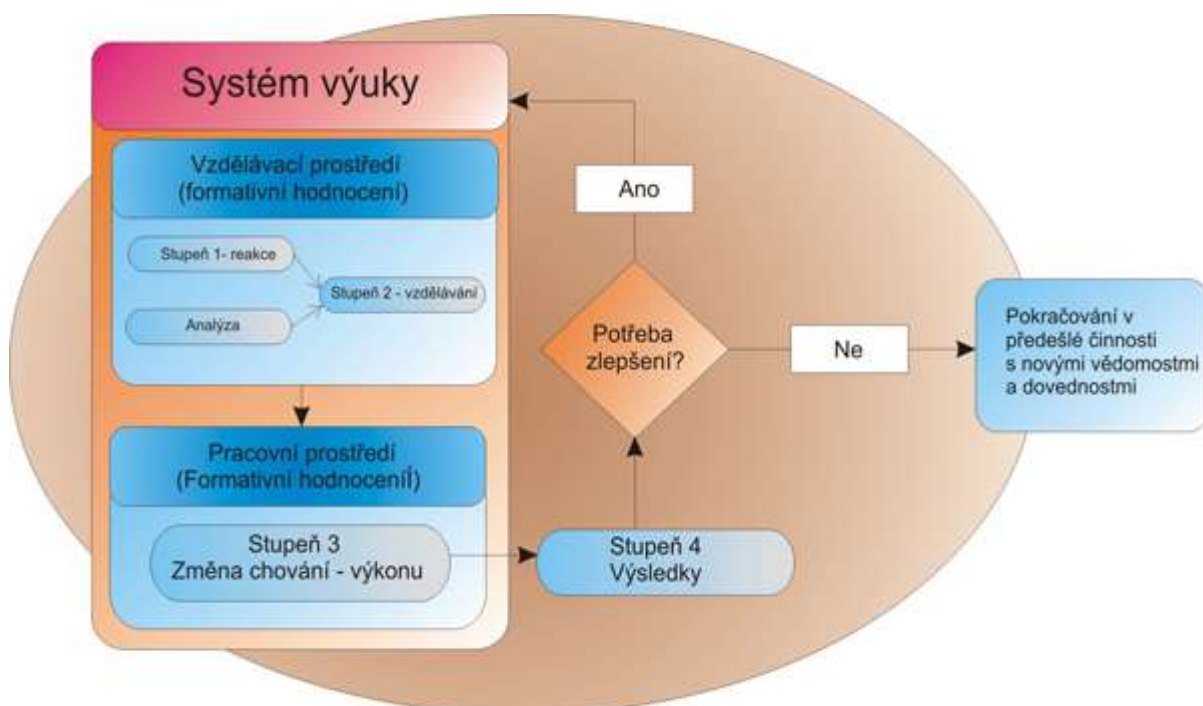 Systém výuky
Vzdělávací prostředí
(formativní hodnocení)
Stupeň 1- reakce
Stupeň 2 - vzdělávání
Analýza
Pracovní prostředí
(Formativní hodnoceníÍ)
Stupeň 3
Změna chování - výkonu
Stupeň 4
Výsledky
Potřeba
zlepšení?
Ano
Ne
Pokračování v
předešlé činnosti
s novými vědomostmi
a dovednostmi